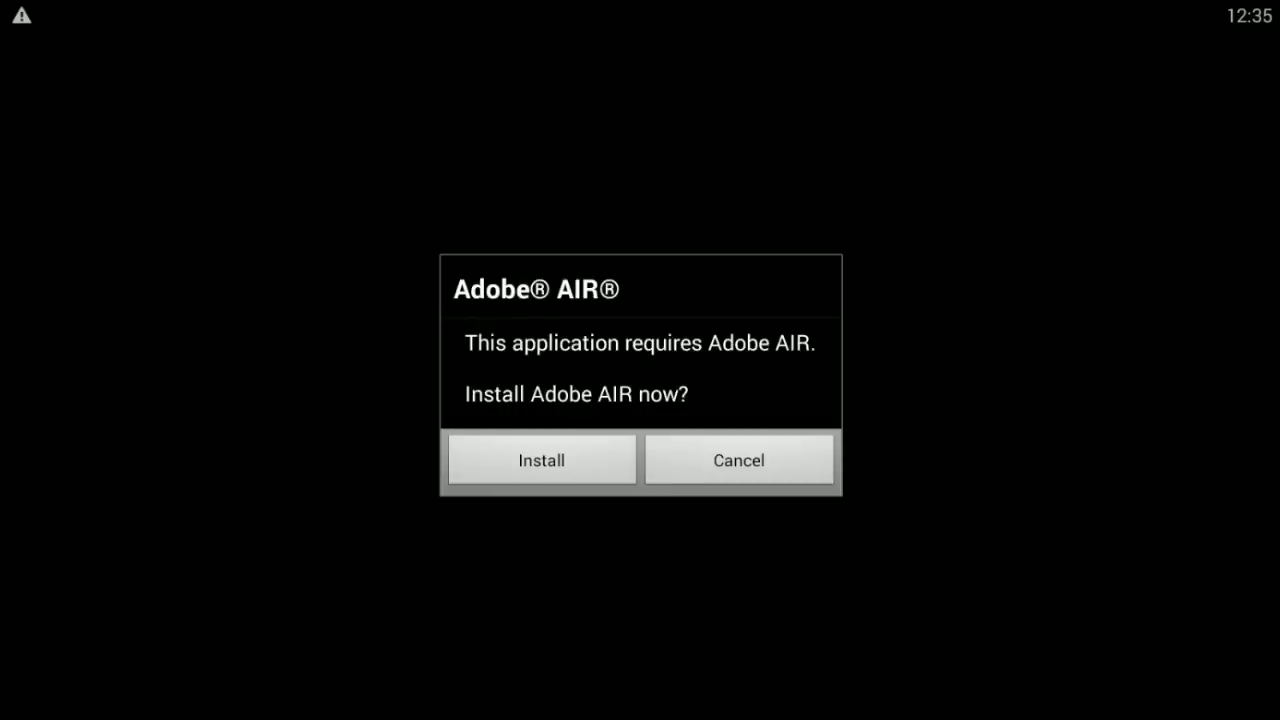 12:35
Adobe® AIR®
This application requires Adobe AIR.
Install Adobe AIR now?
Install
Cancel